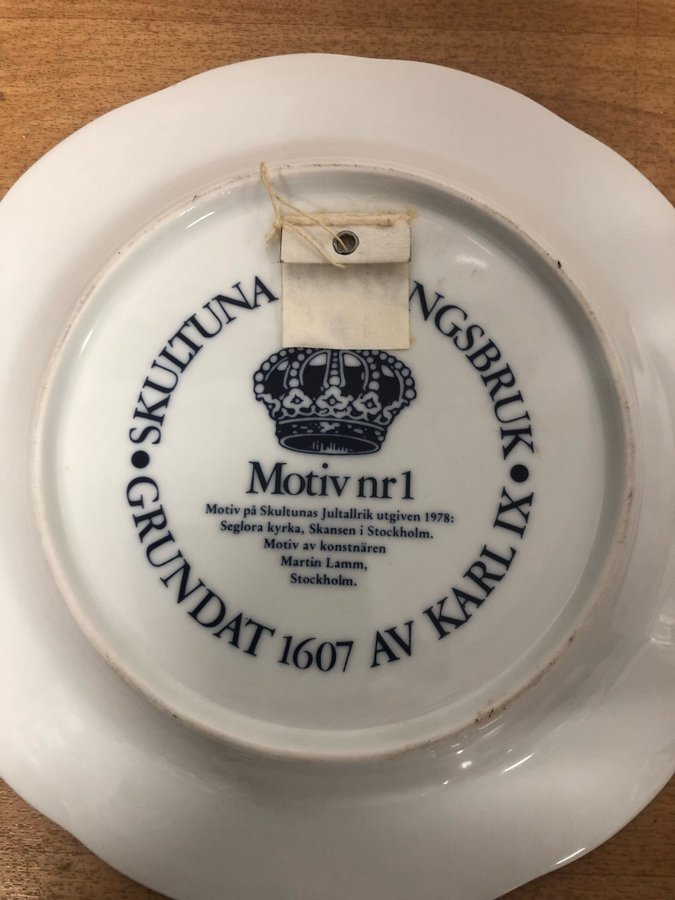 SKULTUNA NGSBRUK
Motiv nr 1
Motiv på Skultunas Jultallrik utgiven 1978:
Seglora kyrka, Skansen i Stockholm.
Motiv av konstnären
Martin Lamm,
Stockholm.
• GRUNDAT 1607 AV KARL IX •